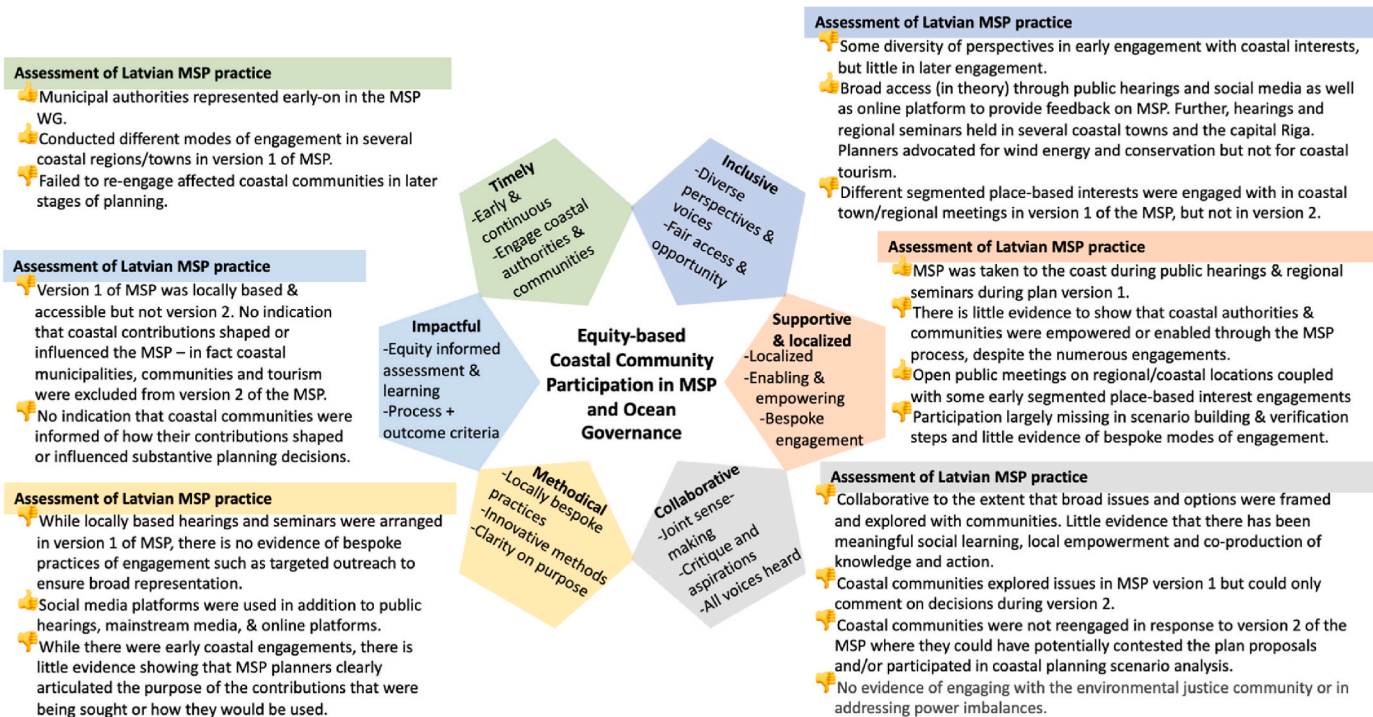 Assessment of Latvian MSP practice
👍Municipal authorities represented early-on in the MSP
WG.
👍Conducted different modes of engagement in several
coastal regions/towns in version 1 of MSP.
👎Failed to re-engage affected coastal communities in later
stages of planning.
Assessment of Latvian MSP practice
👎Version 1 of MSP was locally based &
accessible but not version 2. No indication
that coastal contributions shaped or
influenced the MSP – in fact coastal
municipalities, communities and tourism
were excluded from version 2 of the MSP.
👎No indication that coastal communities were
informed of how their contributions shaped
or influenced substantive planning decisions.
Assessment of Latvian MSP practice
👎While locally based hearings and seminars were arranged
in version 1 of MSP, there is no evidence of bespoke
practices of engagement such as targeted outreach to
ensure broad representation.
👍Social media platforms were used in addition to public
hearings, mainstream media, & online platforms.
👎While there were early coastal engagements, there is
little evidence showing that MSP planners clearly
articulated the purpose of the contributions that were
being sought or how they would be used.
Timely
-Early &
continuous
-Engage coastal
authorities &
communities
Inclusive
-Diverse
perspectives &
voices
-Fair access &
opportunity
Impactful
-Equity informed
assessment &
learning
-Process +
outcome criteria
Equity-based
Coastal Community
Participation in MSP
and Ocean
Governance
Supportive
& localized
-Localized
-Enabling &
empowering
-Bespoke
engagement
Methodical
-Locally bespoke
practices
-Innovative methods
-Clarity on purpose
Collaborative
-Joint sense-
making
-Critique and
aspirations
-All voices heard
Assessment of Latvian MSP practice
👎Some diversity of perspectives in early engagement with coastal interests,
but little in later engagement.
👍Broad access (in theory) through public hearings and social media as well
as online platform to provide feedback on MSP. Further, hearings and
regional seminars held in several coastal towns and the capital Riga.
Planners advocated for wind energy and conservation but not for coastal
tourism.
👎Different segmented place-based interests were engaged with in coastal
town/regional meetings in version 1 of the MSP, but not in version 2.
Assessment of Latvian MSP practice
👍MSP was taken to the coast during public hearings & regional
seminars during plan version 1.
👎There is little evidence to show that coastal authorities &
communities were empowered or enabled through the MSP
process, despite the numerous engagements.
👍Open public meetings on regional/coastal locations coupled
with some early segmented place-based interest engagements
👎Participation largely missing in scenario building & verification
steps and little evidence of bespoke modes of engagement.
Assessment of Latvian MSP practice
👎Collaborative to the extent that broad issues and options were framed
and explored with communities. Little evidence that there has been
meaningful social learning, local empowerment and co-production of
knowledge and action.
👎Coastal communities explored issues in MSP version 1 but could only
comment on decisions during version 2.
👎Coastal communities were not reengaged in response to version 2 of the
MSP where they could have potentially contested the plan proposals
and/or participated in coastal planning scenario analysis.
👎No evidence of engaging with the environmental justice community or in
addressing power imbalances.